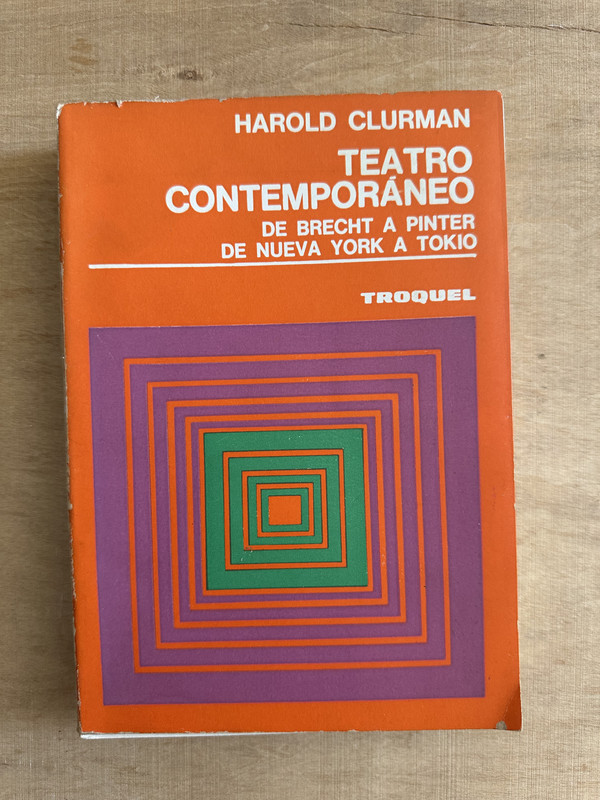 HAROLD CLURMAN
TEATRO
CONTEMPORÁNEO
DE BRECHT A PINTER
DE NUEVA YORK A TOKIO
TROQUEL